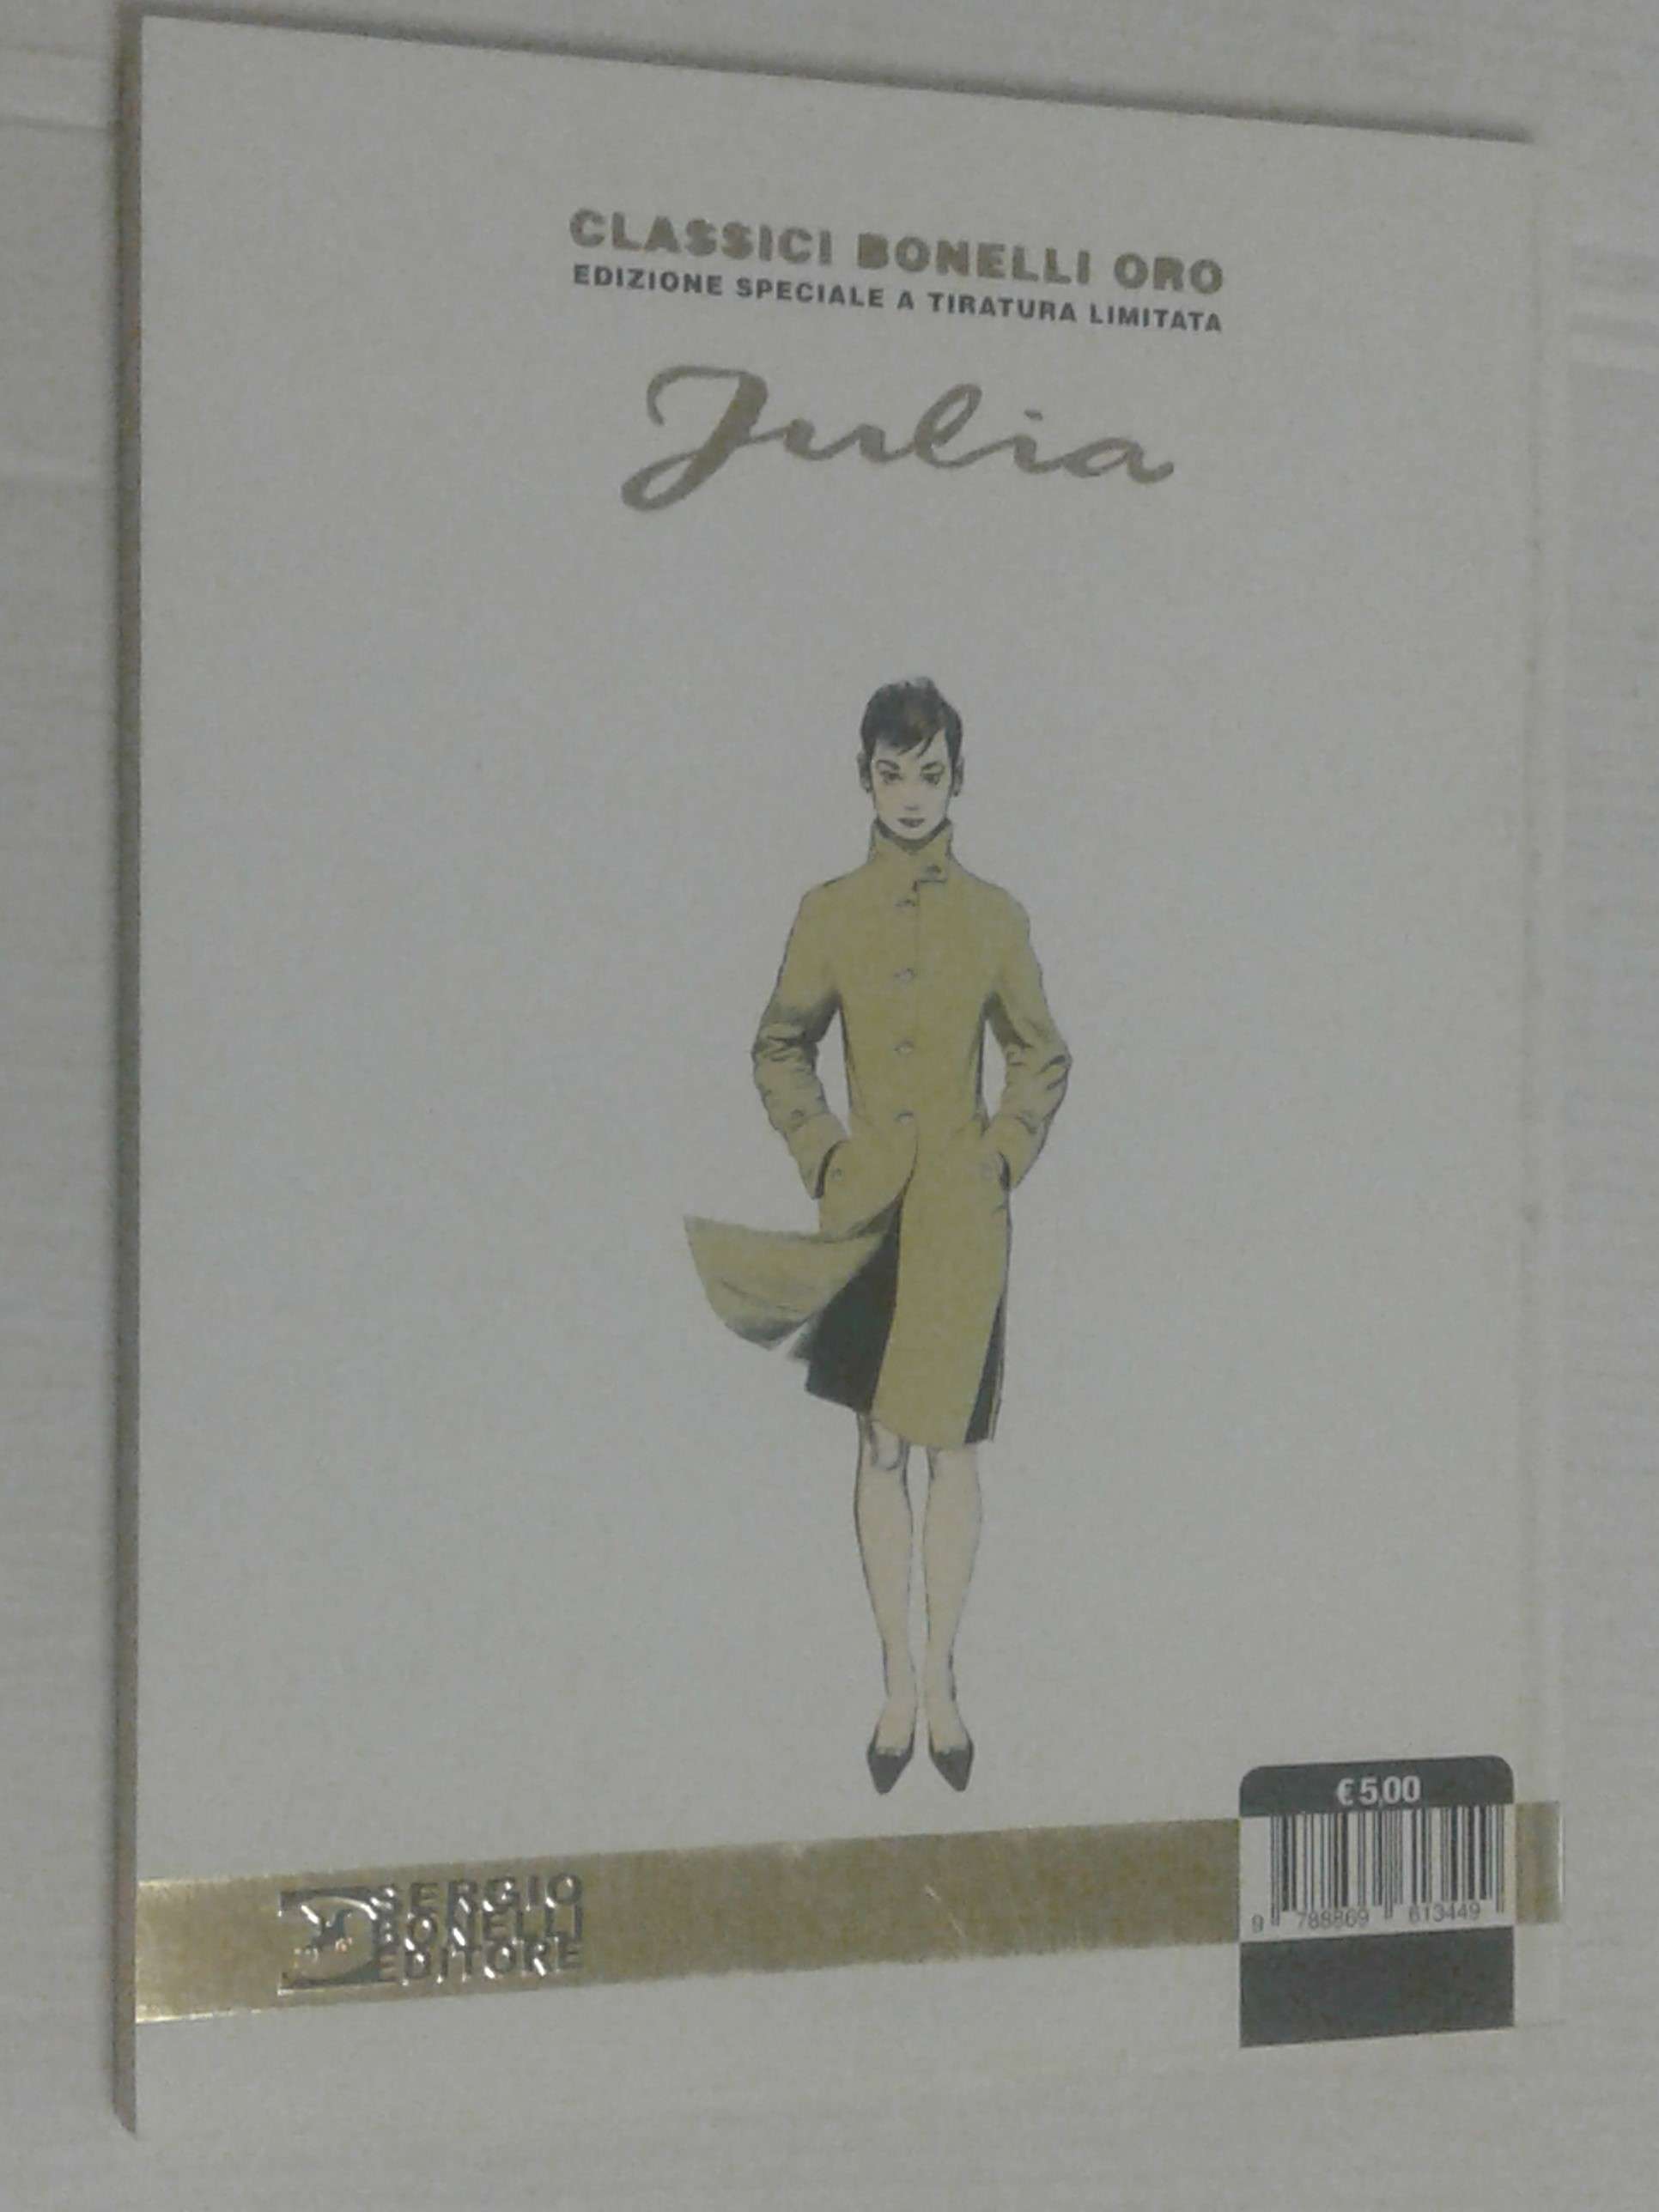 CLASSICI BONELLI ORO
EDIZIONE SPECIALE A TIRATURA LIMITATA
Julia
€ 5,00
9 788869 613449
SERGIO
BONELLI
EDITORE